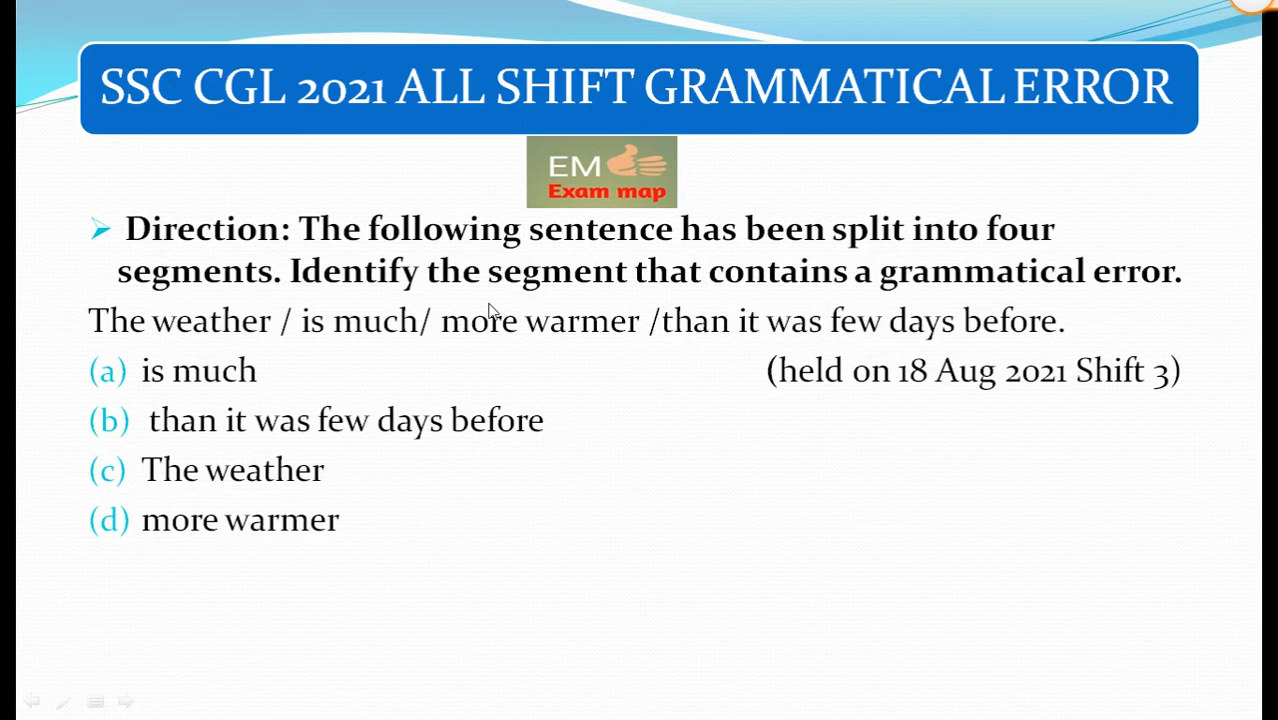 SSC CGL 2021 ALL SHIFT GRAMMATICAL ERROR
EM
Exam map
Direction: The following sentence has been split into four
segments. Identify the segment that contains a grammatical error.
The weather / is much/ more warmer /than it was few days before.
(a) is much (held on 18 Aug 2021 Shift 3)
(b) than it was few days before
(c) The weather
(d) more warmer